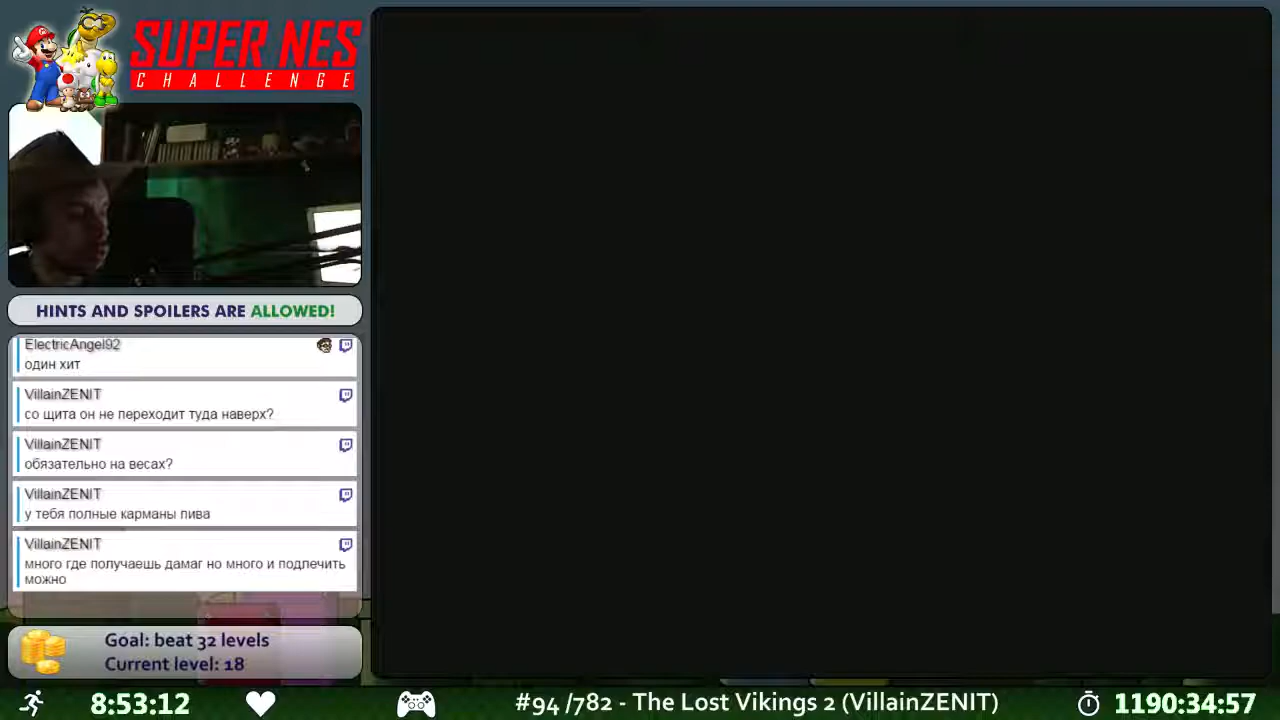 SUPER NES
CHALLENGE
HINTS AND SPOILERS ARE ALLOWED!
ElectricAngel92
один хит
VillainZENIT
со щита он не переходит туда наверх?
VillainZENIT
обязательно на весах?
VillainZENIT
у тебя полные карманы пива
VillainZENIT
много где получаешь дамаг но много и подлечить
можно
Goal: beat 32 levels
Current level: 18
8:53:12
#94 /782 - The Lost Vikings 2 (VillainZENIT)
1190:34:57